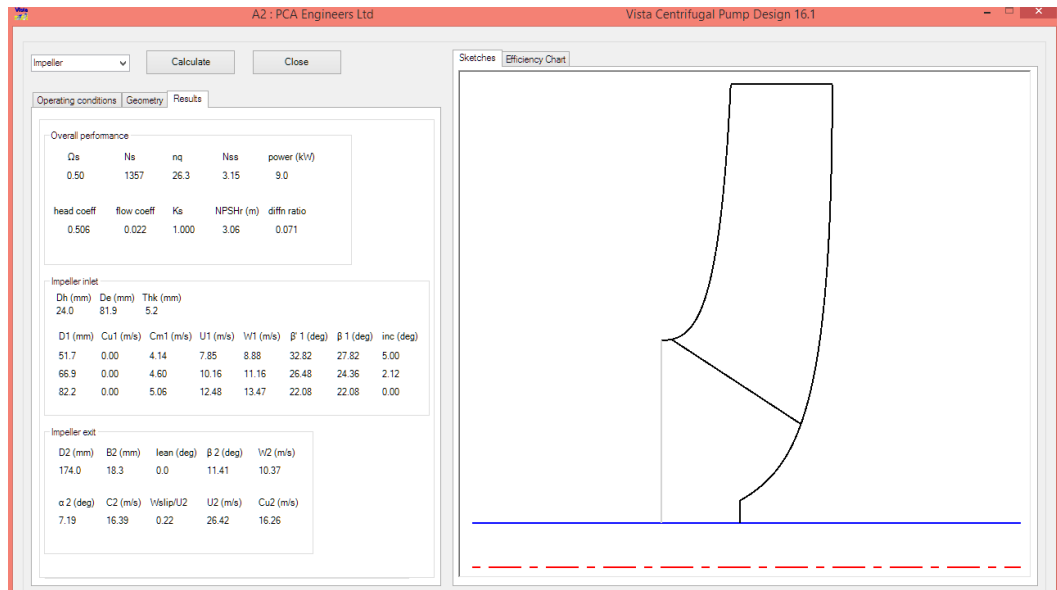 Vista
A2 : PCA Engineers Ltd Vista Centrifugal Pump Design 16.1
Impeller Calculate Close
Operating conditions Geometry Results
Overall performance
Ωs Ns nq Nss power (kW)
0.50 1357 26.3 3.15 9.0
head coeff flow coeff Ks NPSHr (m) diffn ratio
0.506 0.022 1.000 3.06 0.071
Impeller inlet
Dh (mm) De (mm) Thk (mm)
24.0 81.9 5.2
D1 (mm) Cu1 (m/s) Cm1 (m/s) U1 (m/s) W1 (m/s) β' 1 (deg) β 1 (deg) inc (deg)
51.7 0.00 4.14 7.85 8.88 32.82 27.82 5.00
66.9 0.00 4.60 10.16 11.16 26.48 24.36 2.12
82.2 0.00 5.06 12.48 13.47 22.08 22.08 0.00
Impeller exit
D2 (mm) B2 (mm) lean (deg) β 2 (deg) W2 (m/s)
174.0 18.3 0.0 11.41 10.37
α 2 (deg) C2 (m/s) Wslip/U2 U2 (m/s) Cu2 (m/s)
7.19 16.39 0.22 26.42 16.26
Sketches Efficiency Chart